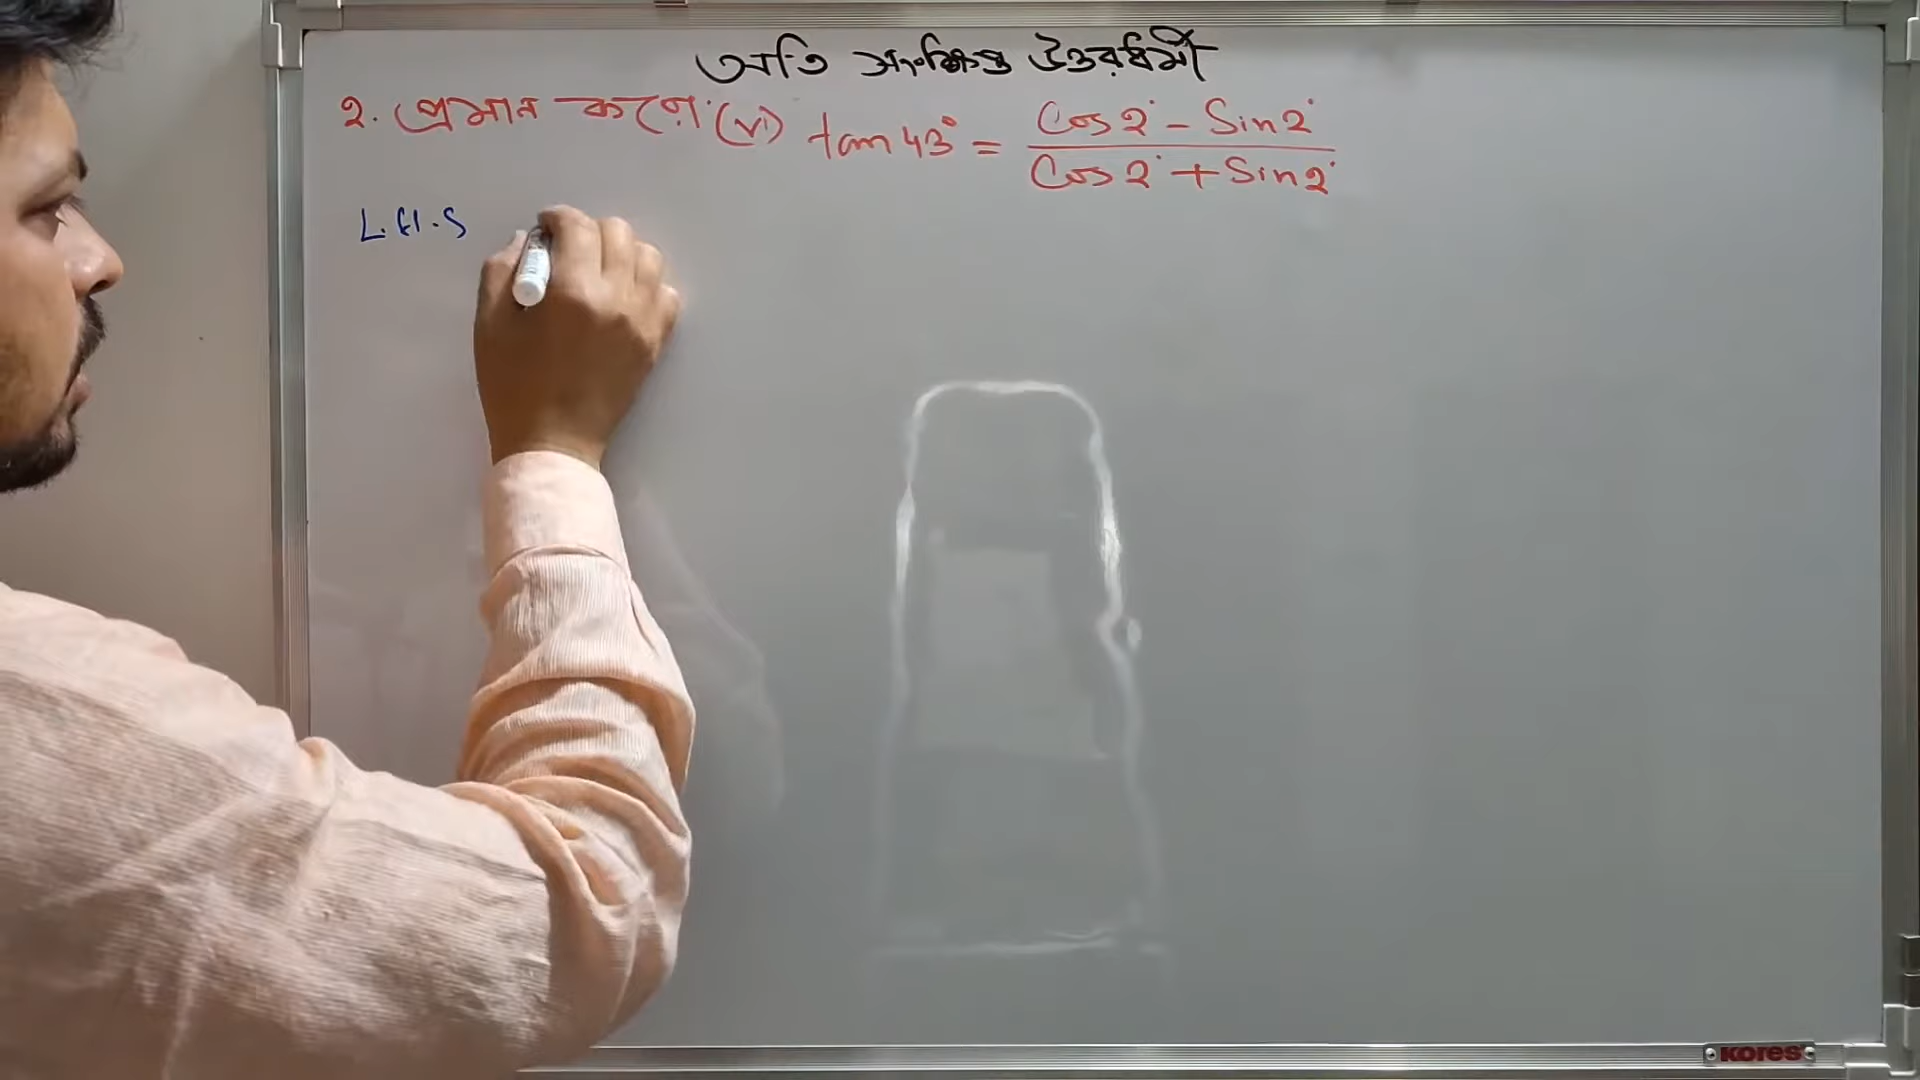 অতি সংক্ষিপ্ত উত্তরধর্মী
২. প্রমান করো: (vi) tan 43° = (Cos 2° - Sin 2°) / (Cos 2° + Sin 2°)
L.H.S
kores